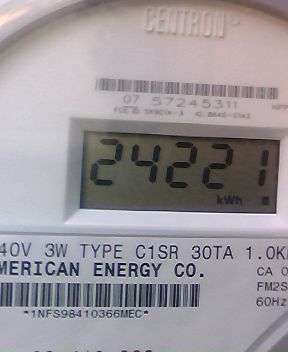 CENTRON
07 57245311
24221
kWh
40V 3W TYPE C1SR 30TA 1.0K
MERICAN ENERGY CO.
CA 0
FM2S
60Hz
*1NFS98410366MEC*